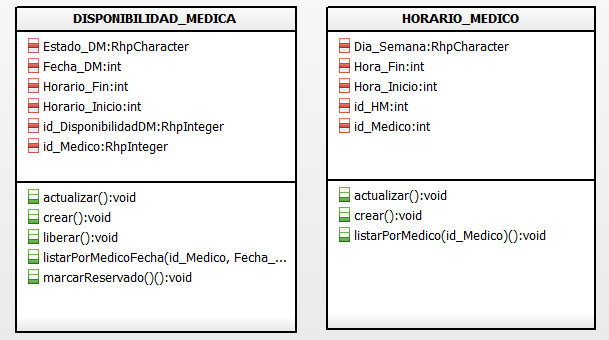 DISPONIBILIDAD_MEDICA
Estado_DM:RhpCharacter
Fecha_DM:int
Horario_Fin:int
Horario_Inicio:int
id_DisponibilidadDM:RhpInteger
id_Medico:RhpInteger
actualizar():void
crear():void
liberar():void
listarPorMedicoFecha(id_Medico, Fecha_...
marcarReservado()():void
HORARIO_MEDICO
Dia_Semana:RhpCharacter
Hora_Fin:int
Hora_Inicio:int
id_HM:int
id_Medico:int
actualizar():void
crear():void
listarPorMedico(id_Medico)():void